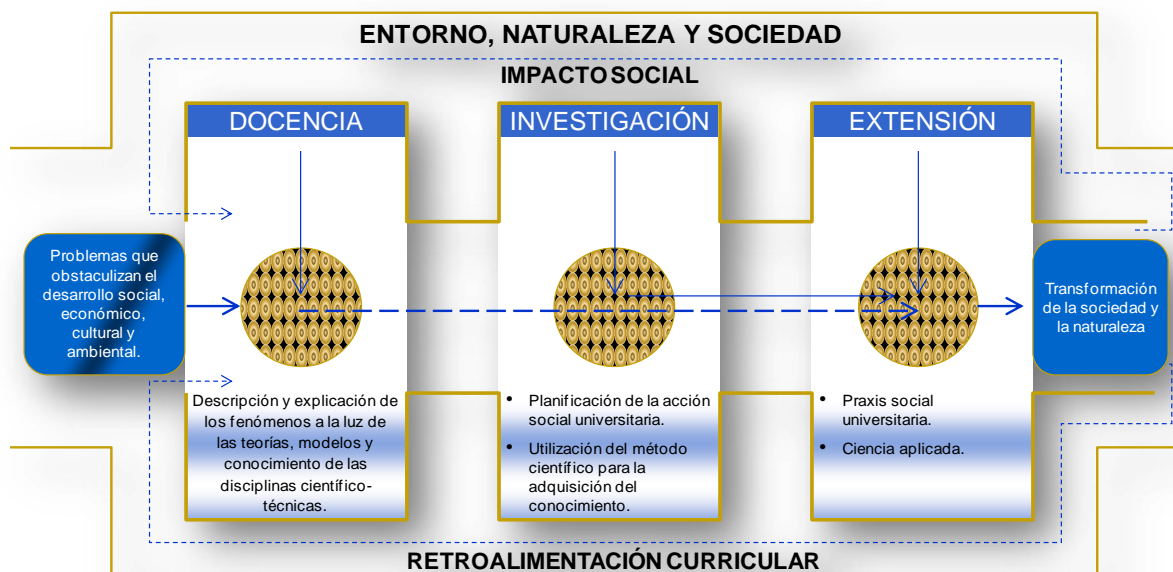 ENTORNO, NATURALEZA Y SOCIEDAD
IMPACTO SOCIAL
DOCENCIA
INVESTIGACIÓN
EXTENSIÓN
Problemas que
obstaculizan el
desarrollo social,
económico,
cultural y
ambiental.
Transformación
de la sociedad y
la naturaleza
Descripción y explicación de
los fenómenos a la luz de
las teorías, modelos y
conocimiento de las
disciplinas científico-
técnicas.
• Planificación de la acción
social universitaria.
• Utilización del método
científico para la
adquisición del
conocimiento.
• Praxis social
universitaria.
• Ciencia aplicada.
RETROALIMENTACIÓN CURRICULAR